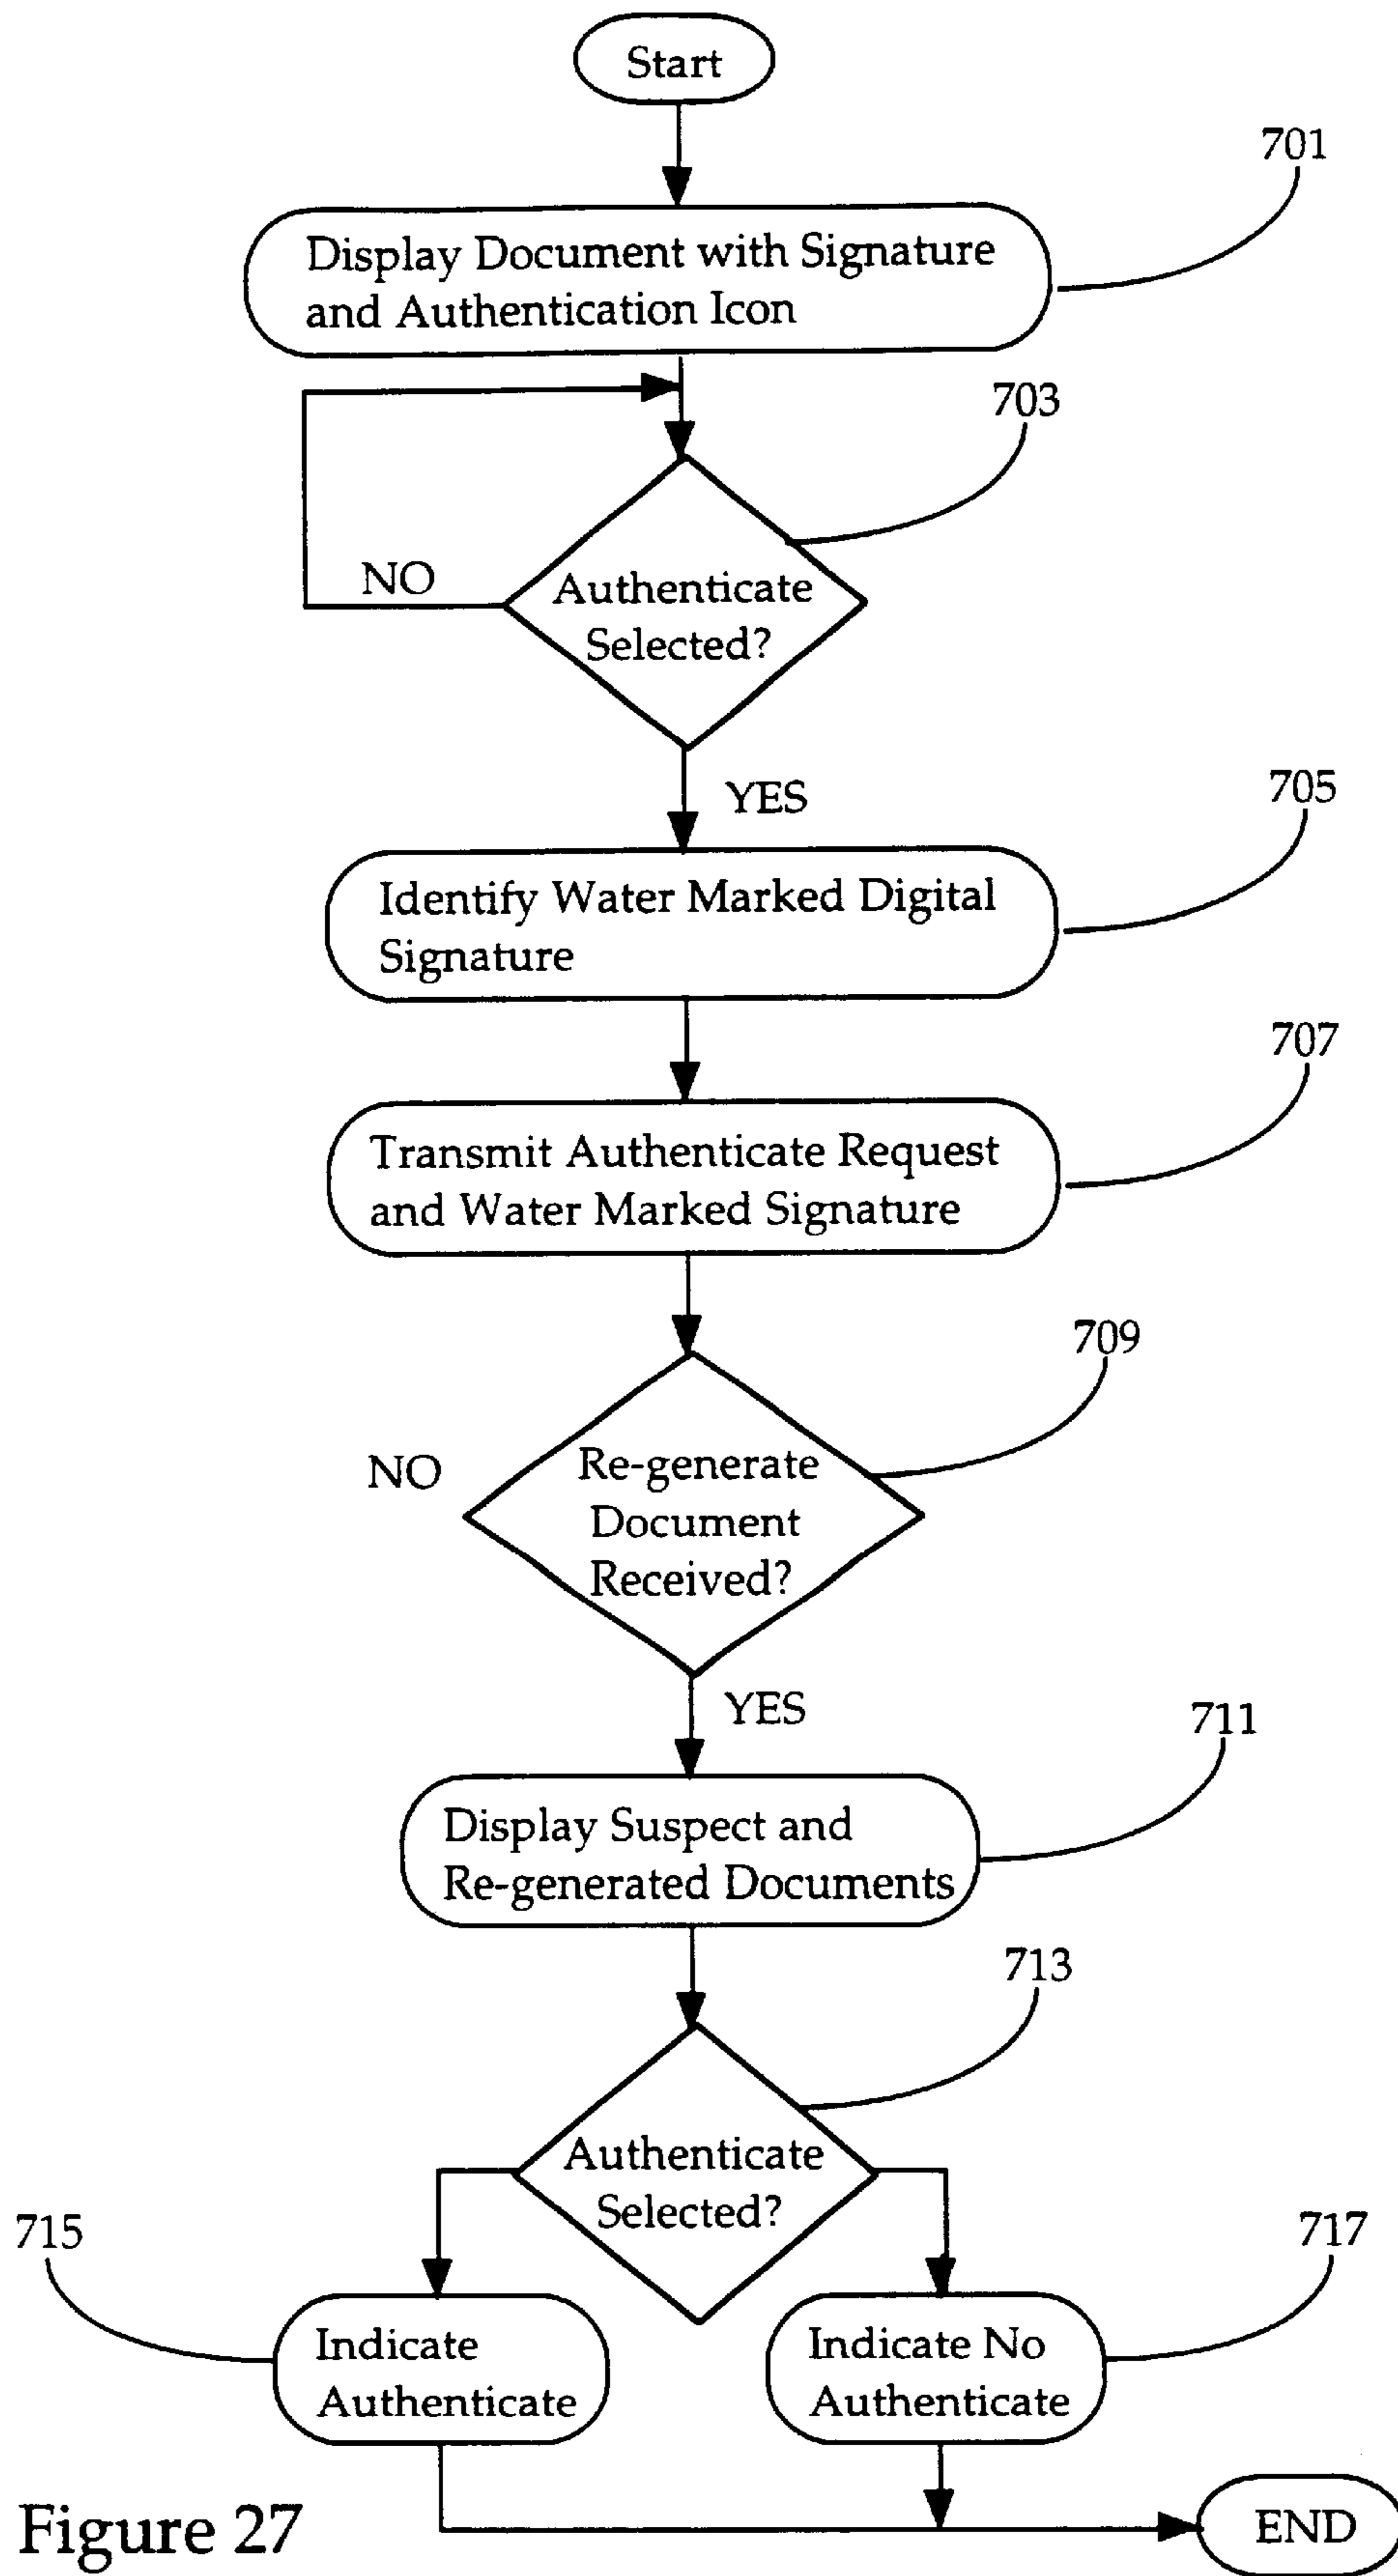 Start
701
Display Document with Signature
and Authentication Icon
703
NO
Authenticate
Selected?
YES
705
Identify Water Marked Digital
Signature
707
Transmit Authenticate Request
and Water Marked Signature
709
NO
Re-generate
Document
Received?
YES
711
Display Suspect and
Re-generated Documents
713
Authenticate
Selected?
715
717
Indicate
Authenticate
Indicate No
Authenticate
Figure 27
END